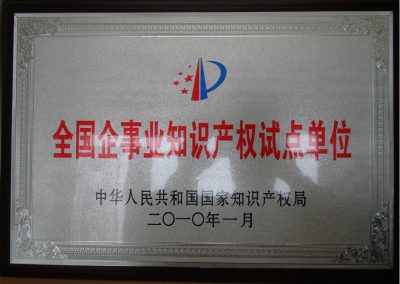 全国企事业知识产权试点单位
中华人民共和国国家知识产权局
二〇一〇年一月